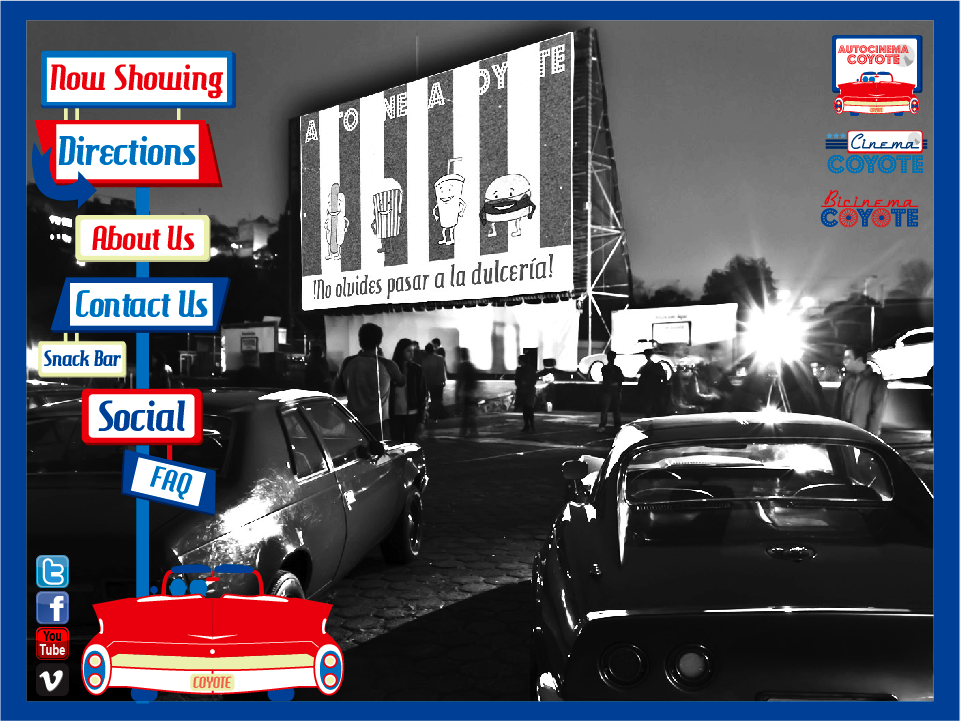 Now Showing
Directions
About Us
Contact Us
Snack Bar
Social
FAQ
You
Tube
COYOTE
AUTOCINEMA COYOTE
¡No olvides pasar a la dulcería!
AUTOCINEMA
COYOTE
COYOTE
Cinema
COYOTE
Bicinema
COYOTE